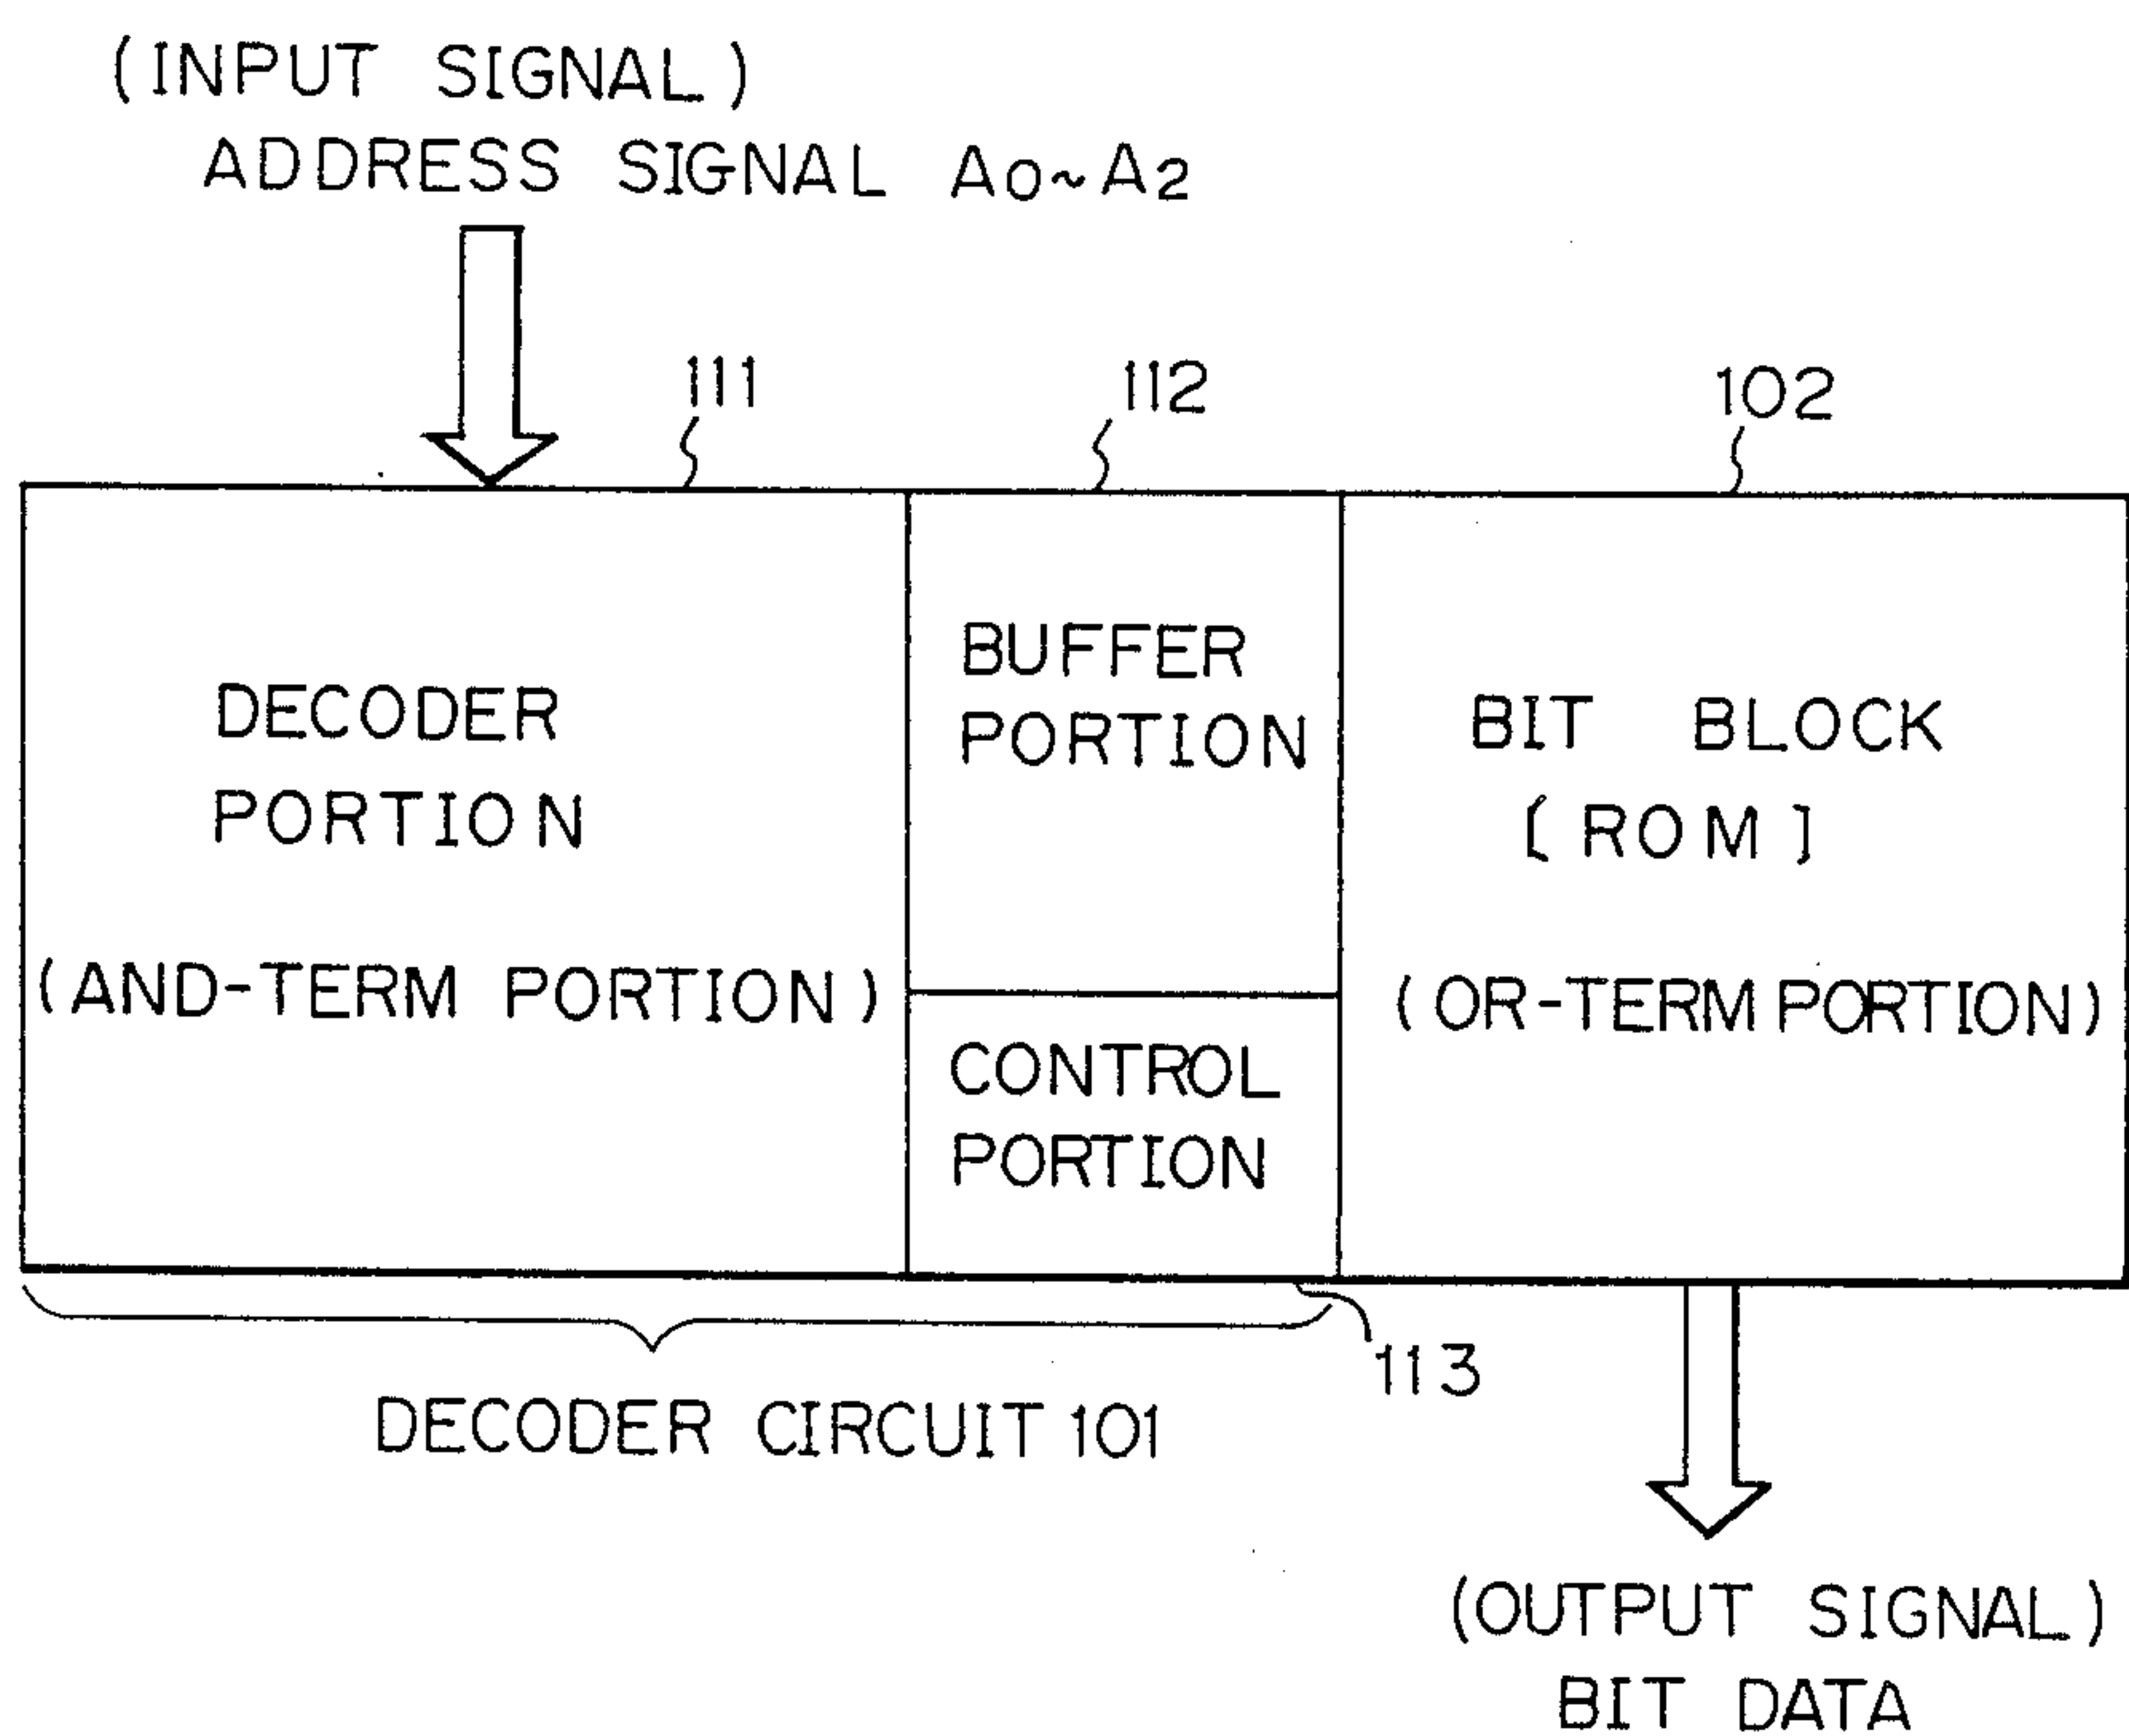 (INPUT SIGNAL)
ADDRESS SIGNAL A0~A2
111
112
102
DECODER
PORTION
(AND-TERM PORTION)
BUFFER
PORTION
CONTROL
PORTION
BIT BLOCK
[ROM]
(OR-TERM PORTION)
113
DECODER CIRCUIT 101
(OUTPUT SIGNAL)
BIT DATA